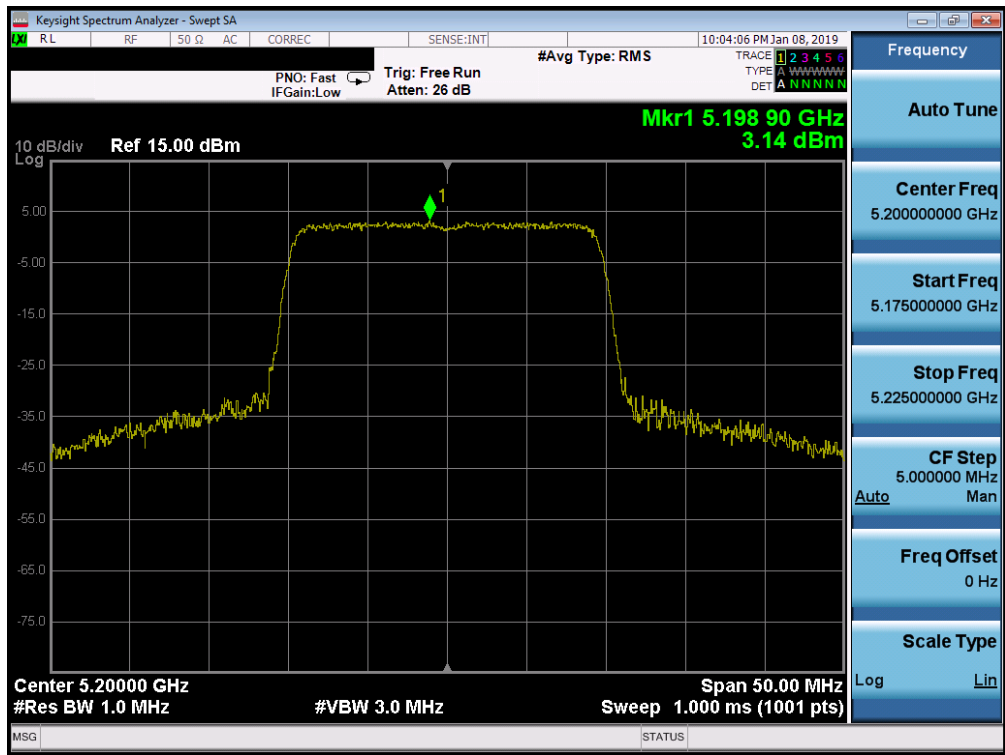 Keysight Spectrum Analyzer - Swept SA
LXI RL RF 50 Ω AC CORREC SENSE:INT 10:04:06 PM Jan 08, 2019
#Avg Type: RMS TRACE 1 2 3 4 5 6
PNO: Fast Trig: Free Run TYPE A WWWWW
IFGain:Low Atten: 26 dB DET A N N N N N
Mkr1 5.198 90 GHz
3.14 dBm
10 dB/div Ref 15.00 dBm
Log
1
5.00
-5.00
-15.0
-25.0
-35.0
-45.0
-55.0
-65.0
-75.0
Center 5.20000 GHz Span 50.00 MHz
#Res BW 1.0 MHz #VBW 3.0 MHz Sweep 1.000 ms (1001 pts)
MSG STATUS
Frequency
Auto Tune
Center Freq
5.200000000 GHz
Start Freq
5.175000000 GHz
Stop Freq
5.225000000 GHz
CF Step
5.000000 MHz
Auto Man
Freq Offset
0 Hz
Scale Type
Log Lin